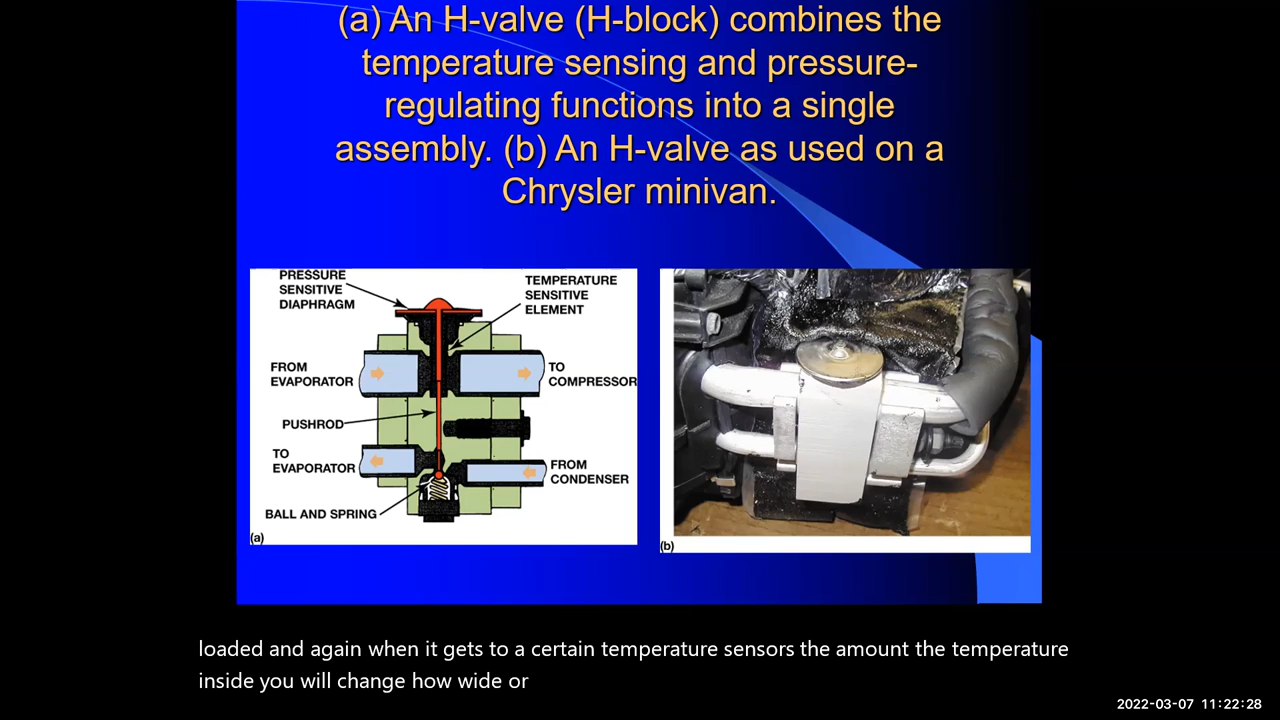 (a) An H-valve (H-block) combines the
temperature sensing and pressure-
regulating functions into a single
assembly. (b) An H-valve as used on a
Chrysler minivan.
PRESSURE
SENSITIVE
DIAPHRAGM
TEMPERATURE
SENSITIVE
ELEMENT
FROM
EVAPORATOR
TO
COMPRESSOR
PUSHROD
TO
EVAPORATOR
FROM
CONDENSER
BALL AND SPRING
(a)
(b)
loaded and again when it gets to a certain temperature sensors the amount the temperature
inside you will change how wide or
2022-03-07 11:22:28